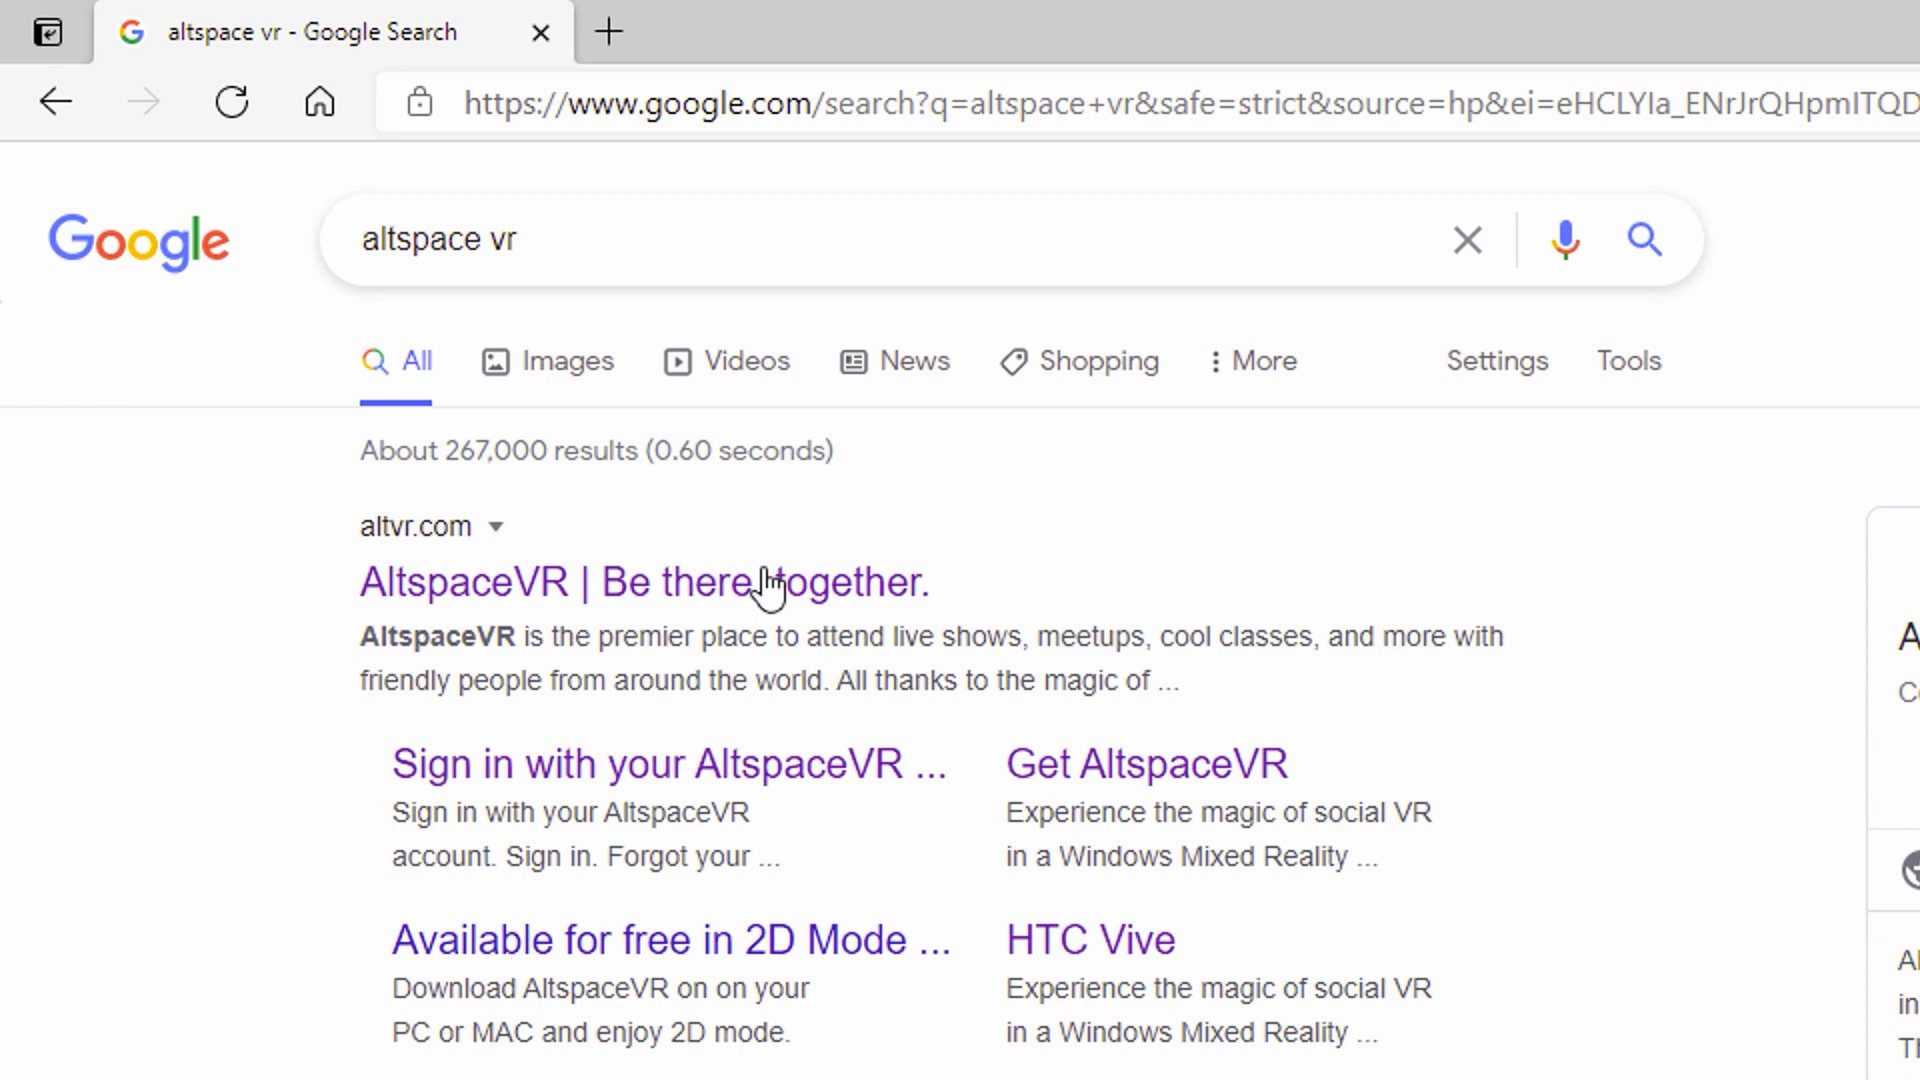 altspace vr - Google Search
https://www.google.com/search?q=altspace+vr&safe=strict&source=hp&ei=eHCLYIa_ENrJrQHpmITQD
Google
altspace vr
All Images Videos News Shopping More Settings Tools
About 267,000 results (0.60 seconds)
altvr.com
AltspaceVR | Be there, together.
AltspaceVR is the premier place to attend live shows, meetups, cool classes, and more with
friendly people from around the world. All thanks to the magic of ...
Sign in with your AltspaceVR ...
Sign in with your AltspaceVR
account. Sign in. Forgot your ...
Get AltspaceVR
Experience the magic of social VR
in a Windows Mixed Reality ...
Available for free in 2D Mode ...
Download AltspaceVR on on your
PC or MAC and enjoy 2D mode.
HTC Vive
Experience the magic of social VR
in a Windows Mixed Reality ...
A
in